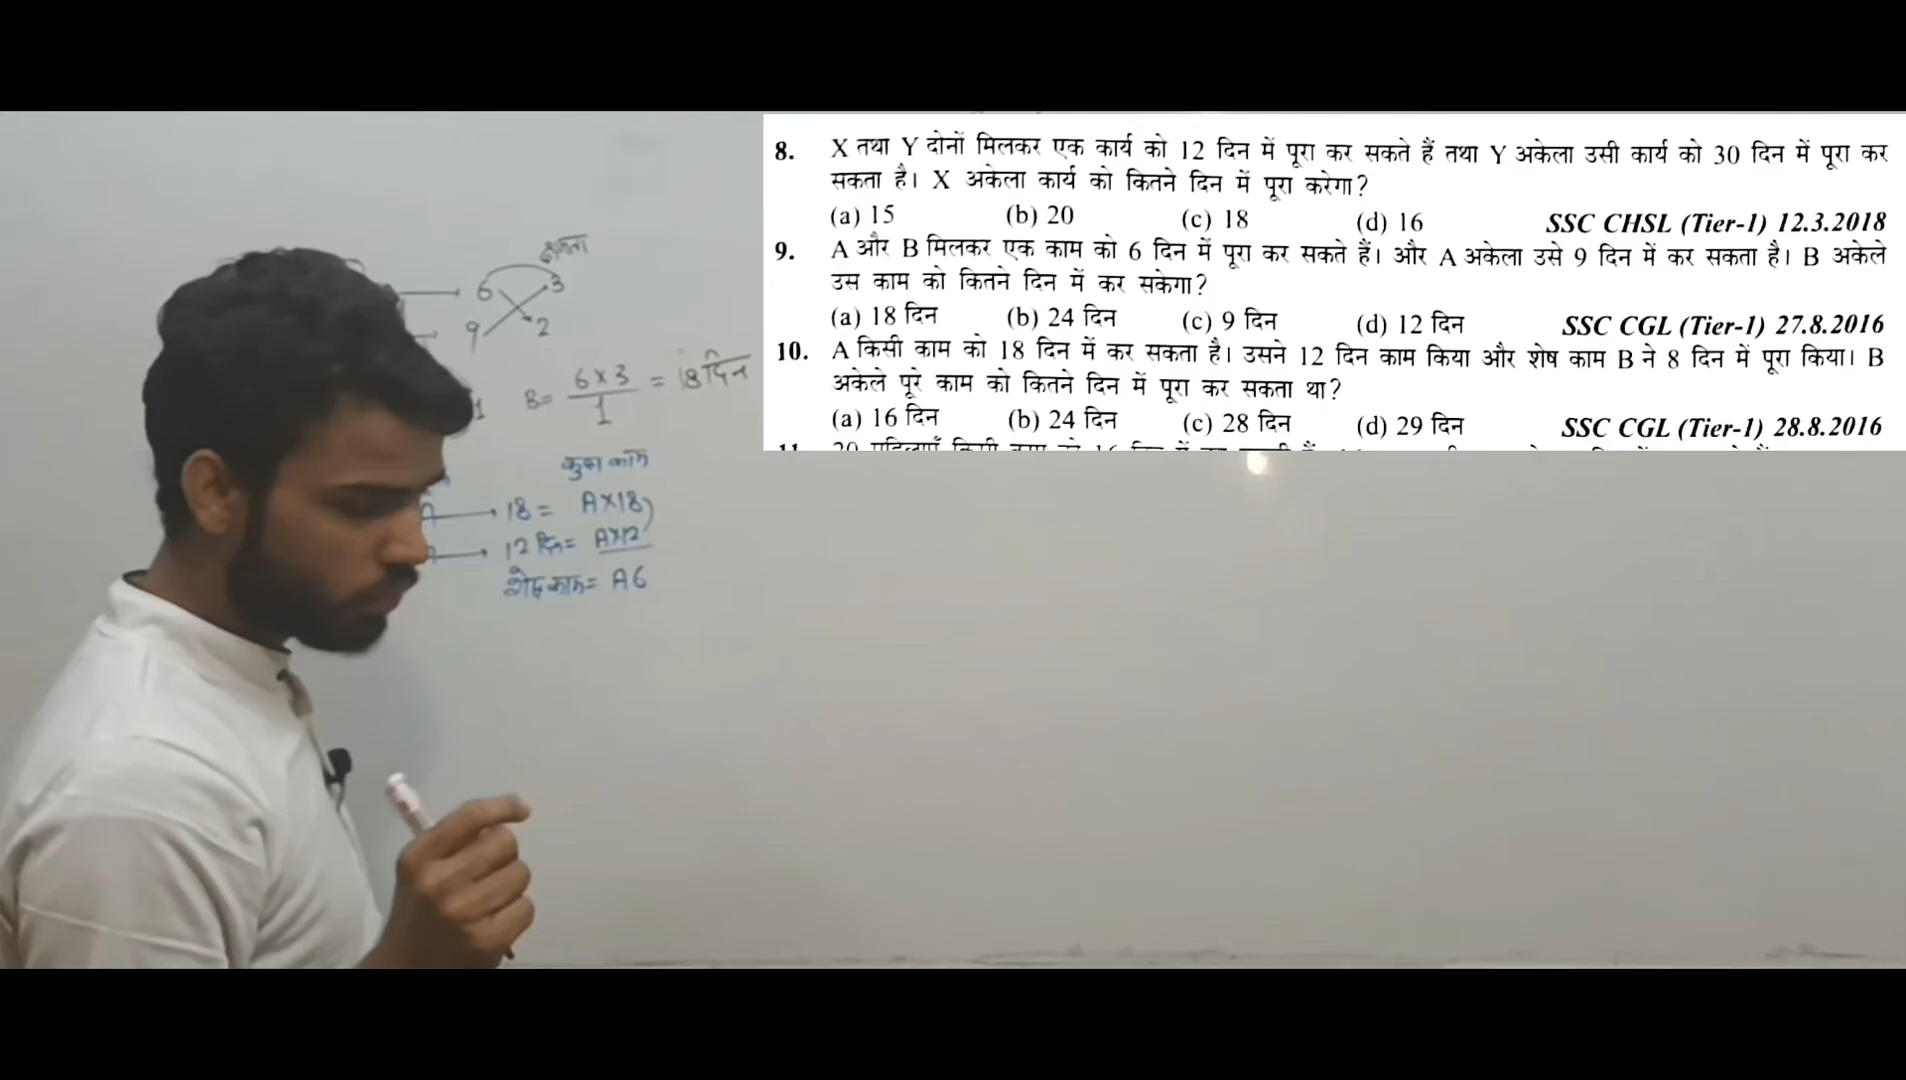 8. X तथा Y दोनों मिलकर एक कार्य को 12 दिन में पूरा कर सकते हैं तथा Y अकेला उसी कार्य को 30 दिन में पूरा कर
सकता है। X अकेला कार्य को कितने दिन में पूरा करेगा?
(a) 15 (b) 20 (c) 18 (d) 16 SSC CHSL (Tier-1) 12.3.2018
9. A और B मिलकर एक काम को 6 दिन में पूरा कर सकते हैं। और A अकेला उसे 9 दिन में कर सकता है। B अकेले
उस काम को कितने दिन में कर सकेगा?
(a) 18 दिन (b) 24 दिन (c) 9 दिन (d) 12 दिन SSC CGL (Tier-1) 27.8.2016
10. A किसी काम को 18 दिन में कर सकता है। उसने 12 दिन काम किया और शेष काम B ने 8 दिन में पूरा किया। B
अकेले पूरे काम को कितने दिन में पूरा कर सकता था?
(a) 16 दिन (b) 24 दिन (c) 28 दिन (d) 29 दिन SSC CGL (Tier-1) 28.8.2016
क्षमता
6 3
9 2
B= 6×3/1 = 18 दिन
कुल काम
18 = A×18
12 दिन = A×12
शेष काम = A6